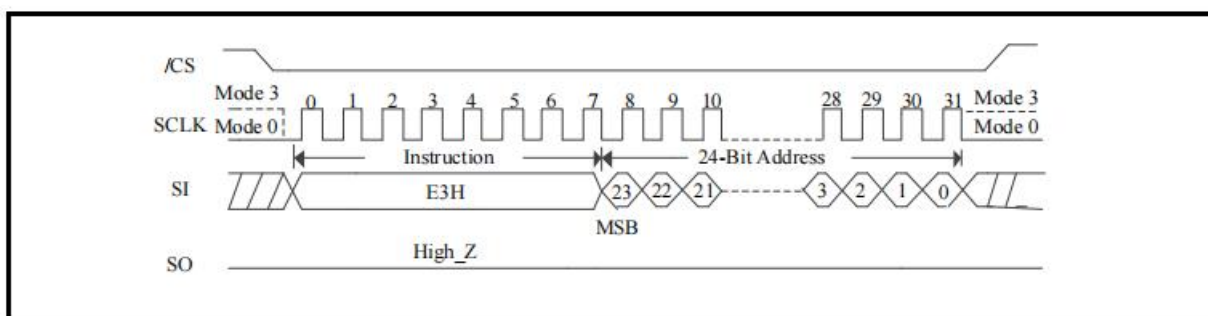 /CS
Mode 3 0 1 2 3 4 5 6 7 8 9 10 28 29 30 31 Mode 3
SCLK Mode 0 Mode 0
Instruction 24-Bit Address
SI E3H 23 22 21 3 2 1 0
MSB
High_Z
SO